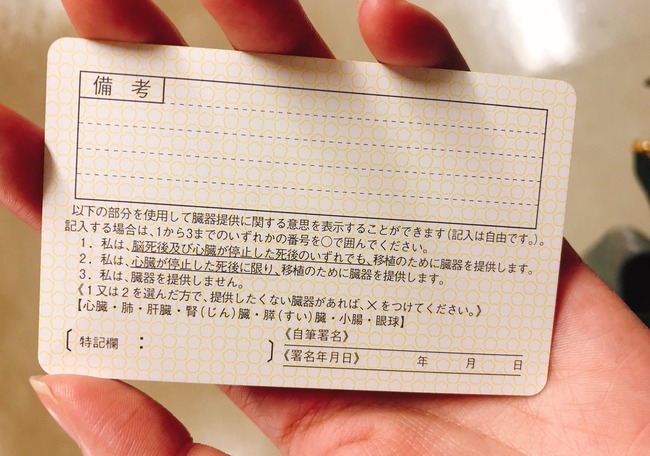 備考
以下の部分を使用して臓器提供に関する意思を表示することができます(記入は自由です。)。
記入する場合は、1から3までのいずれかの番号を○で囲んでください。
1. 私は、脳死後及び心臓が停止した死後のいずれでも、移植のために臓器を提供します。
2. 私は、心臓が停止した死後に限り、移植のために臓器を提供します。
3. 私は、臓器を提供しません。
《1又は2を選んだ方で、提供したくない臓器があれば、×をつけてください。》
【心臓・肺・肝臓・腎(じん)臓・膵(すい)臓・小腸・眼球】
〔特記欄: 〕
《自筆署名》
《署名年月日》 年 月 日